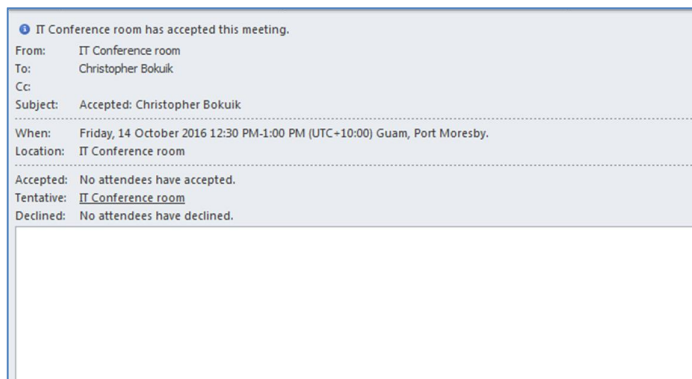 IT Conference room has accepted this meeting.
From: IT Conference room
To: Christopher Bokuik
Cc:
Subject: Accepted: Christopher Bokuik
When: Friday, 14 October 2016 12:30 PM-1:00 PM (UTC+10:00) Guam, Port Moresby.
Location: IT Conference room
Accepted: No attendees have accepted.
Tentative: IT Conference room
Declined: No attendees have declined.